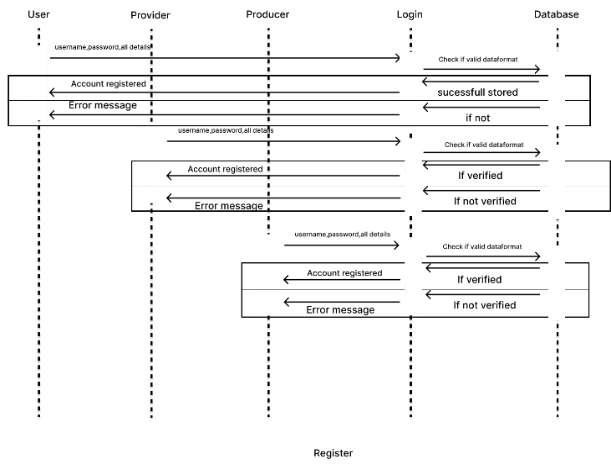 User Provider Producer Login Database
username,password,all details
Check if valid dataformat
Account registered
sucessfull stored
Error message
if not
username,password,all details
Check if valid dataformat
Account registered
If verified
If not verified
Error message
username,password,all details
Check if valid dataformat
Account registered
If verified
If not verified
Error message
Register